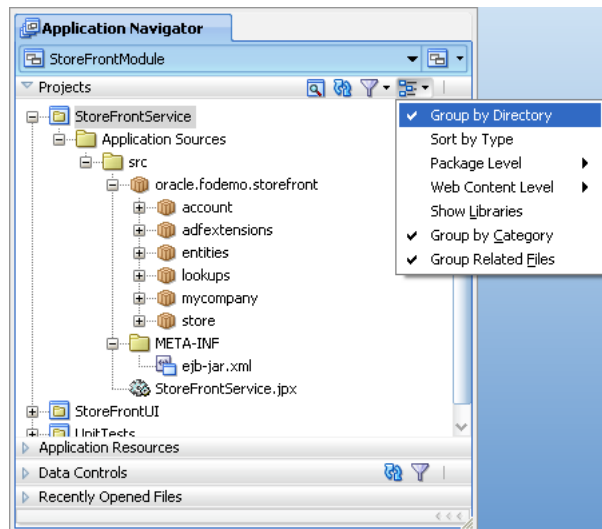 Application Navigator
StoreFrontModule
Projects
StoreFrontService
Application Sources
src
oracle.fodemo.storefront
account
adfextensions
entities
lookups
mycompany
store
META-INF
ejb-jar.xml
StoreFrontService.jpx
StoreFrontUI
UnitTests
Application Resources
Data Controls
Recently Opened Files
Group by Directory
Sort by Type
Package Level
Web Content Level
Show Libraries
Group by Category
Group Related Files